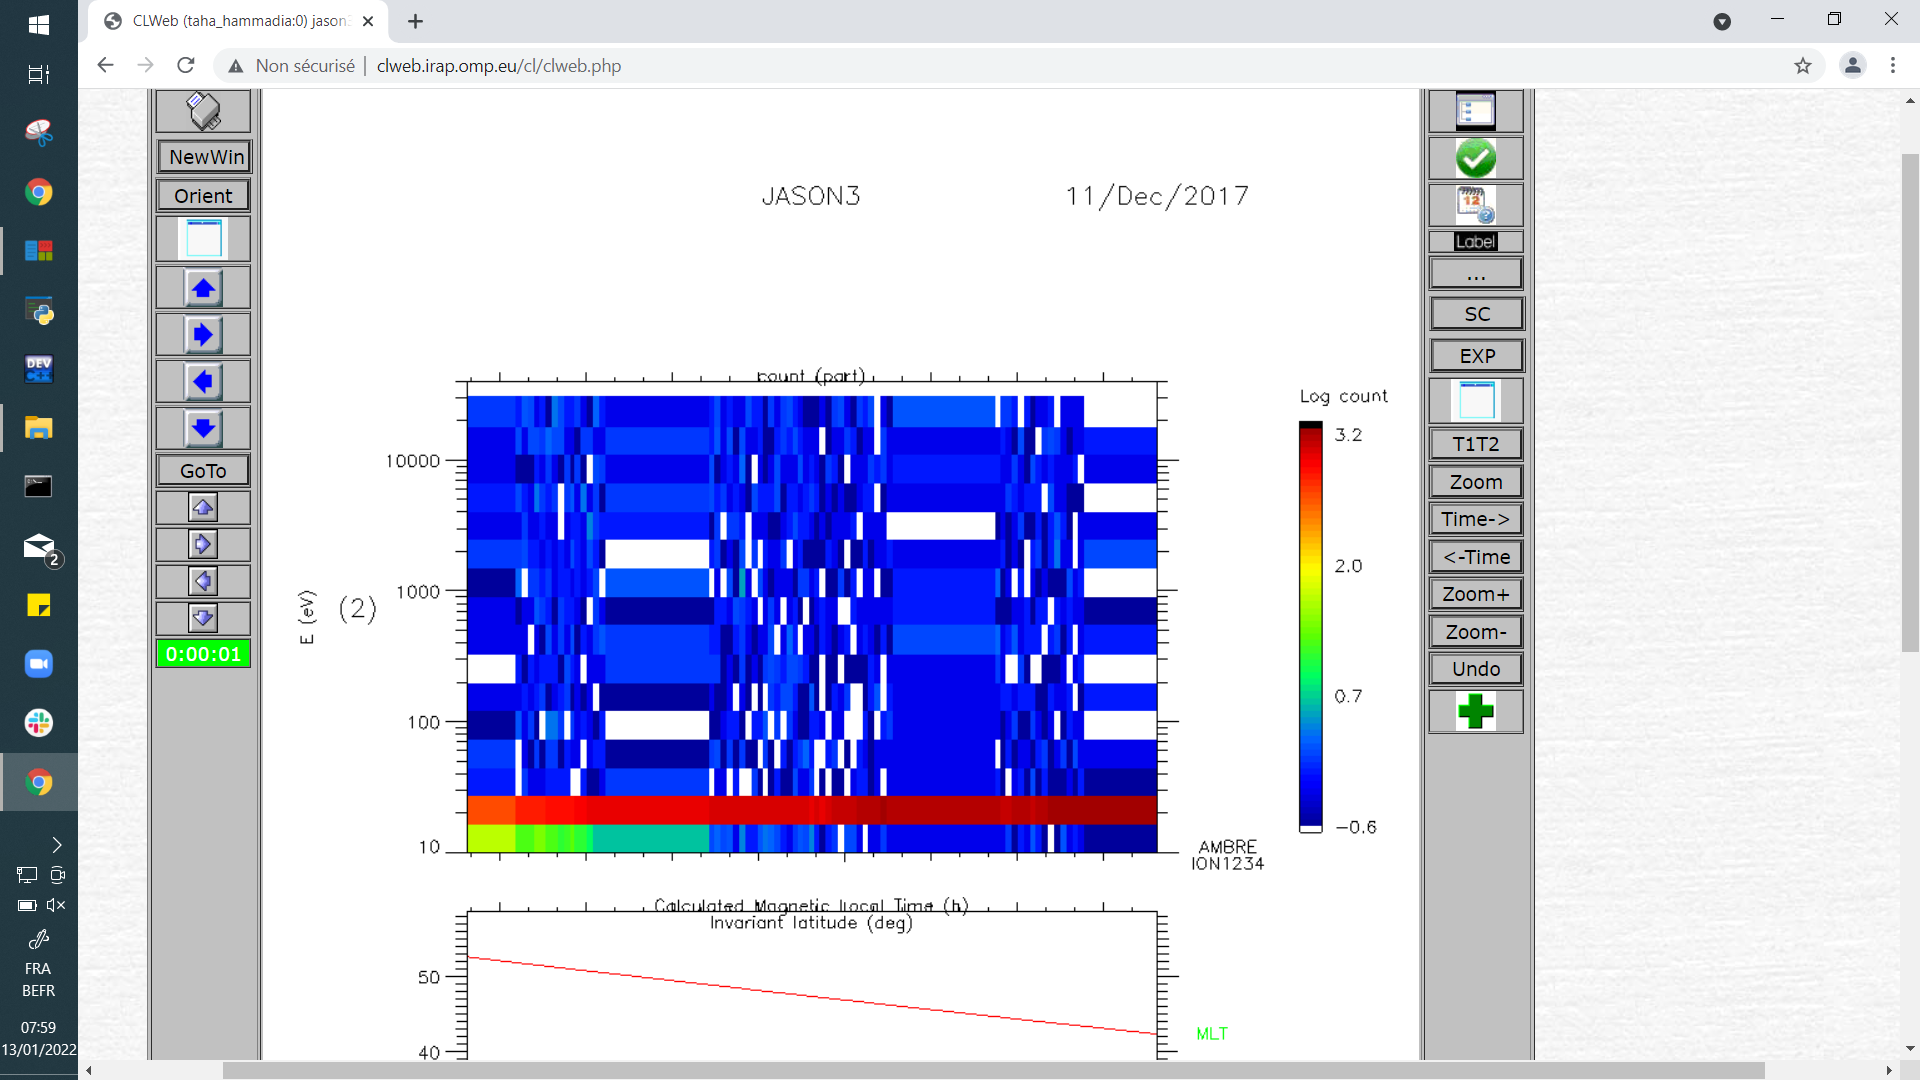 CLWeb (taha_hammadia:0) jason3
Non sécurisé | clweb.irap.omp.eu/cl/clweb.php
NewWin
Orient
GoTo
0:00:01
JASON3 11/Dec/2017
count (part)
E (eV)
(2)
10000
1000
100
10
Log count
3.2
2.0
0.7
−0.6
AMBRE
ION1234
Calculated Magnetic Local Time (h)
Invariant latitude (deg)
50
40
MLT
12
Label
...
SC
EXP
T1T2
Zoom
Time->
<-Time
Zoom+
Zoom-
Undo
DEV
C++
2
FRA
BEFR
07:59
13/01/2022